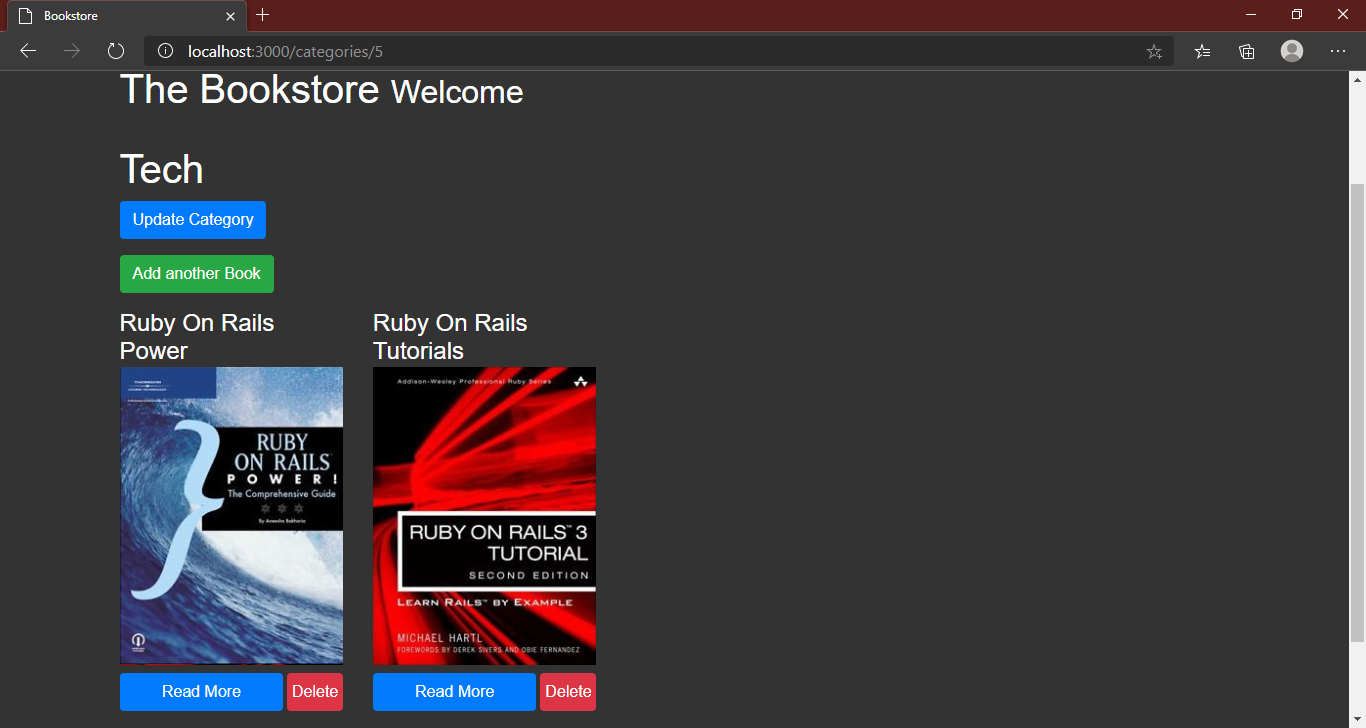 Bookstore
localhost:3000/categories/5
The Bookstore Welcome
Tech
Update Category
Add another Book
Ruby On Rails
Power
THOMSON
RUBY
ON RAILS
POWER!
The Comprehensive Guide
By Aneesha Bakharia
Read More
Delete
Ruby On Rails
Tutorials
Addison-Wesley Professional Ruby Series
RUBY ON RAILS™ 3
TUTORIAL
SECOND EDITION
LEARN RAILS™ BY EXAMPLE
MICHAEL HARTL
FOREWORDS BY DEREK SIVERS AND OBIE FERNANDEZ
Read More
Delete